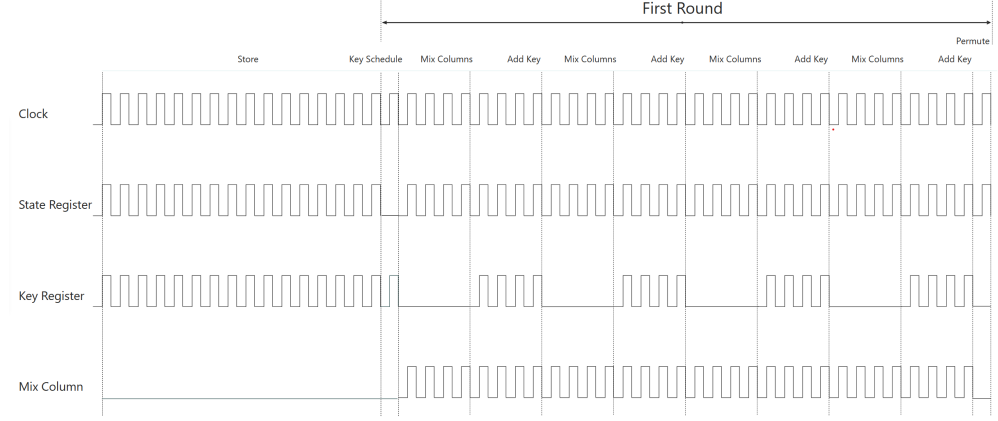 First Round
Permute
Store Key Schedule Mix Columns Add Key Mix Columns Add Key Mix Columns Add Key Mix Columns Add Key
Clock
State Register
Key Register
Mix Column